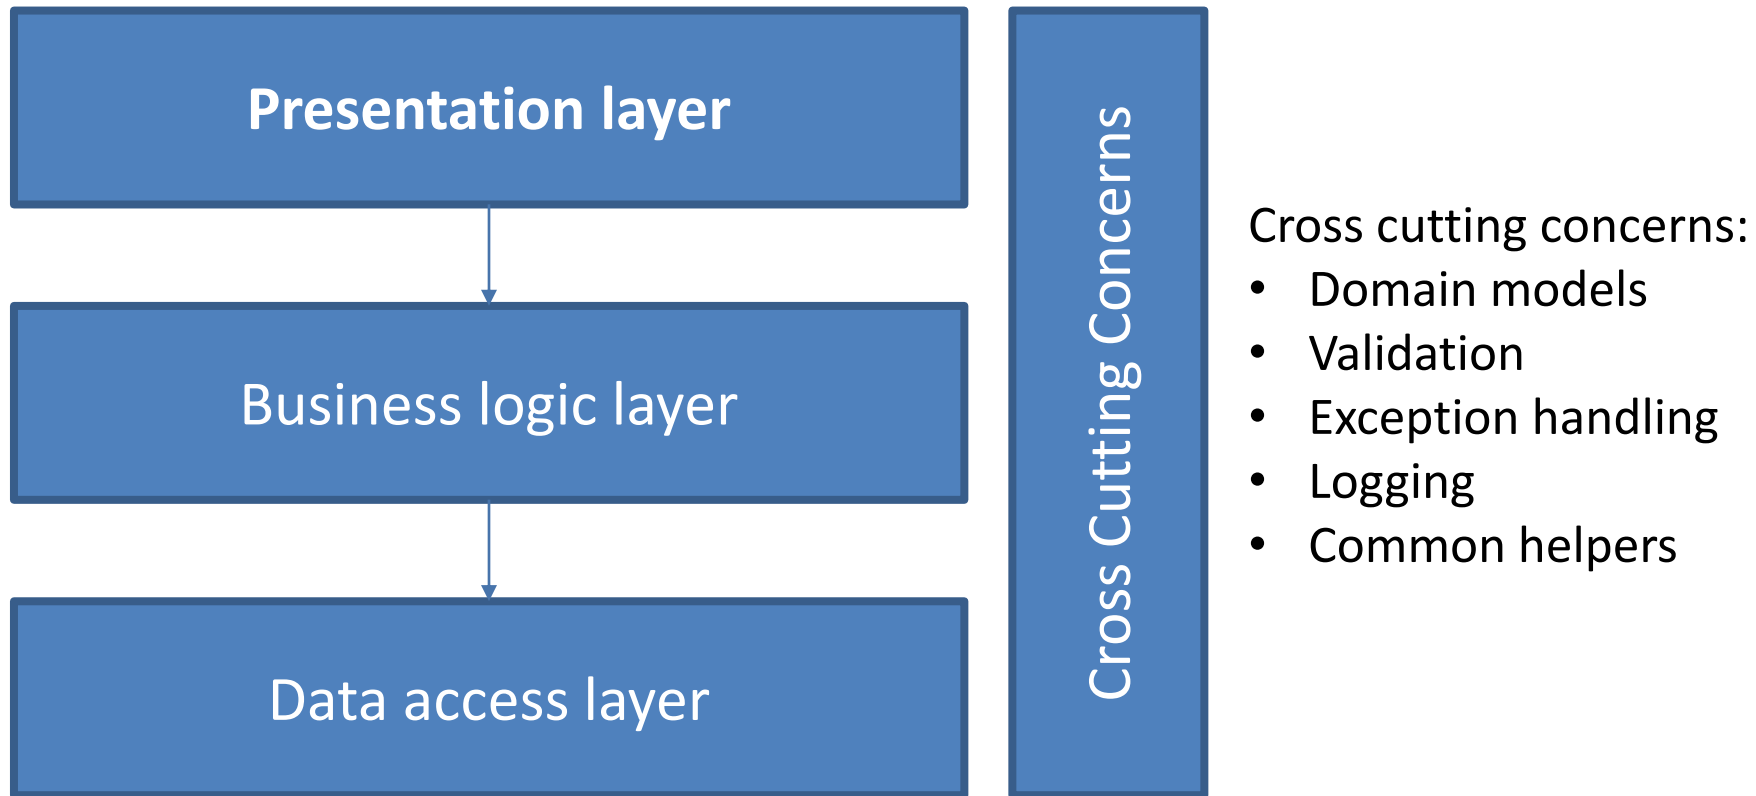 Presentation layer
Business logic layer
Data access layer
Cross Cutting Concerns
Cross cutting concerns:
• Domain models
• Validation
• Exception handling
• Logging
• Common helpers